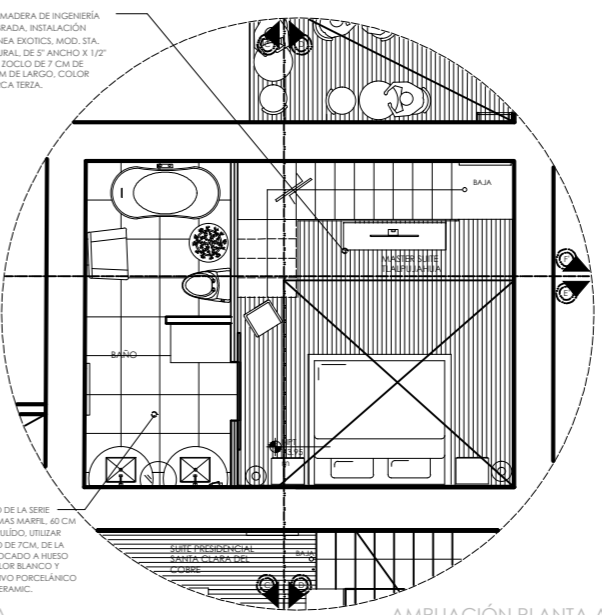 MADERA DE INGENIERÍA
RADA, INSTALACIÓN
NEA EXOTICS, MOD. STA.
URAL, DE 5" ANCHO X 1/2"
ZOCLO DE 7 CM DE
M DE LARGO, COLOR
CA TERZA.
BAJA
MASTER SUITE
TLALPUJAHUA
F'
E'
BAÑO
NPT
O DE LA SERIE
MAS MARFIL, 60 CM
ULÍDO, UTILIZAR
O DE 7CM, DE LA
OCADO A HUESO
LOR BLANCO Y
IVO PORCELÁNICO
ERAMIC.
SUITE PRESIDENCIAL
SANTA CLARA DEL
COBRE
BAJA
C D
AMPLIACIÓN PLANTA A